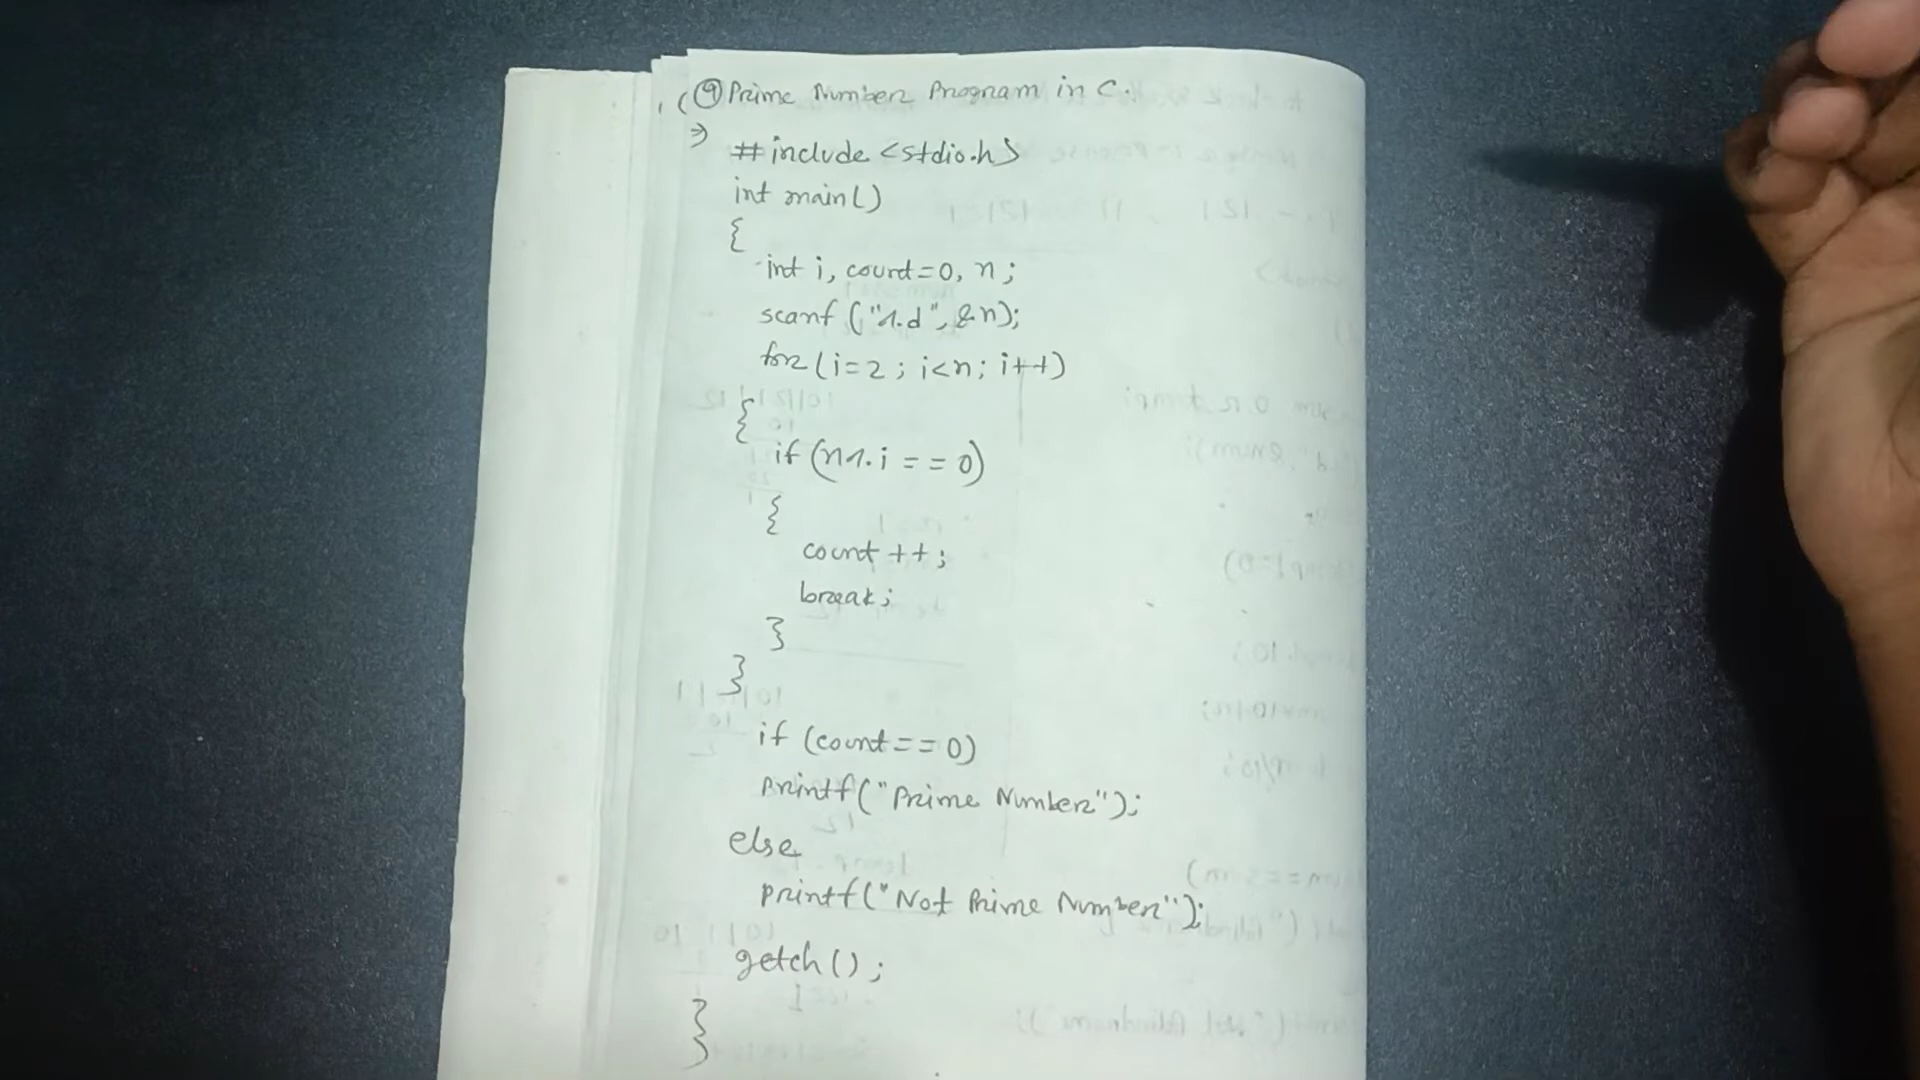 (9) Prime Number Program in C.
⇒
#include <stdio.h>
int main()
{
int i, count=0, n;
scanf ("%d", &n);
for (i=2; i<n; i++)
{
if (n%i == 0)
{
count ++;
break;
}
}
if (count == 0)
printf("Prime Number");
else
printf("Not Prime Number");
getch();
}